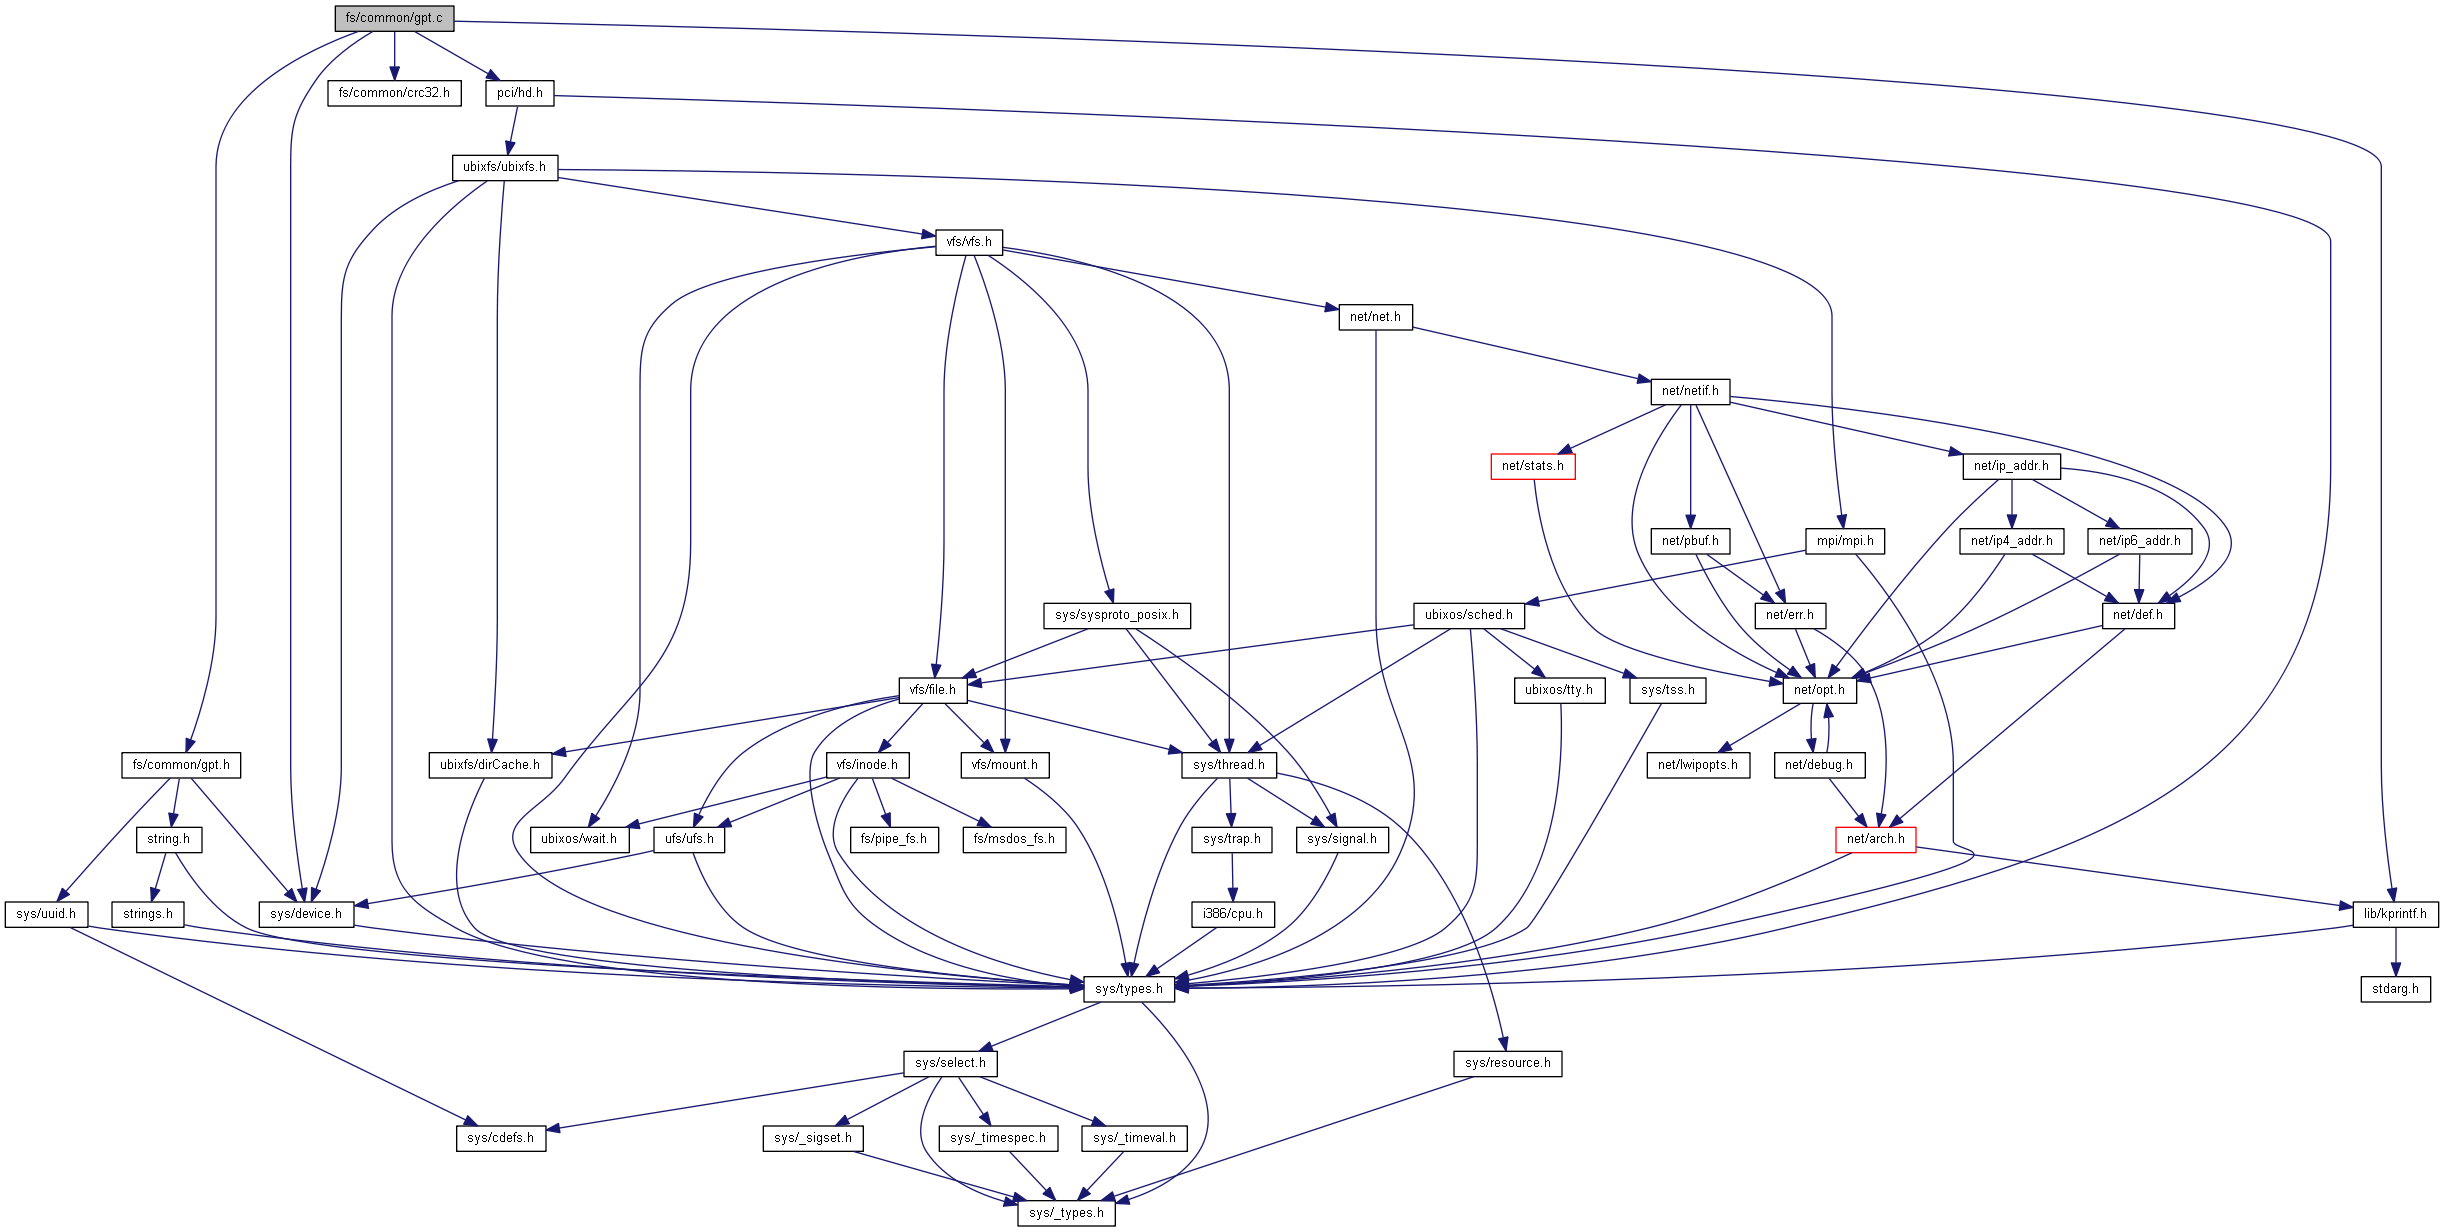 fs/common/gpt.c
fs/common/crc32.h
pci/hd.h
ubixfs/ubixfs.h
vfs/vfs.h
net/net.h
net/netif.h
net/stats.h
net/ip_addr.h
net/pbuf.h
mpi/mpi.h
net/ip4_addr.h
net/ip6_addr.h
sys/sysproto_posix.h
ubixos/sched.h
net/err.h
net/def.h
vfs/file.h
ubixos/tty.h
sys/tss.h
net/opt.h
fs/common/gpt.h
ubixfs/dirCache.h
vfs/inode.h
vfs/mount.h
sys/thread.h
net/lwipopts.h
net/debug.h
string.h
ubixos/wait.h
ufs/ufs.h
fs/pipe_fs.h
fs/msdos_fs.h
sys/trap.h
sys/signal.h
net/arch.h
sys/uuid.h
strings.h
sys/device.h
i386/cpu.h
lib/kprintf.h
sys/types.h
stdarg.h
sys/select.h
sys/resource.h
sys/cdefs.h
sys/_sigset.h
sys/_timespec.h
sys/_timeval.h
sys/_types.h